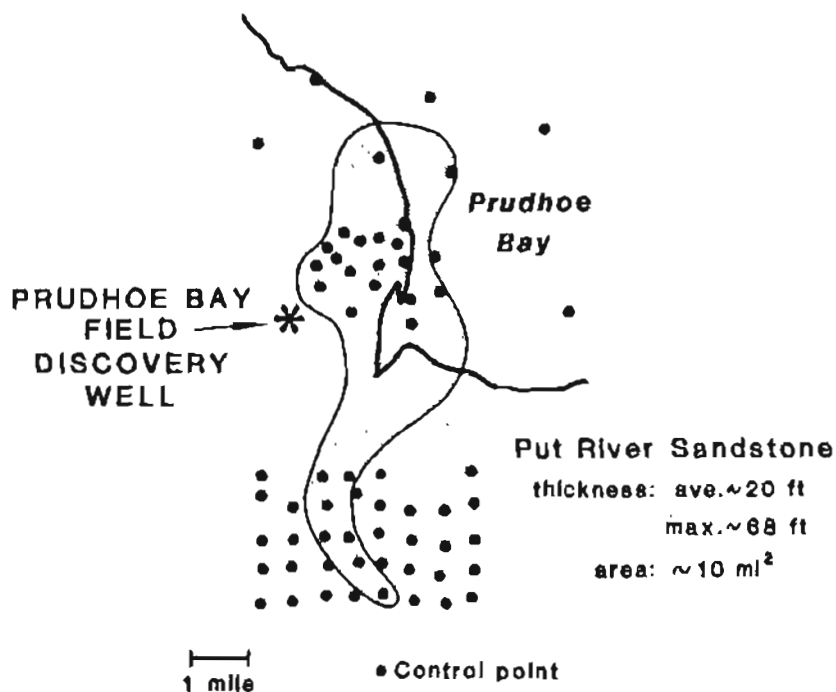 Prudhoe
Bay
PRUDHOE BAY
FIELD
DISCOVERY
WELL
Put River Sandstone
thickness: ave.~20 ft
max.~68 ft
area: ~10 mi²
1 mile
Control point